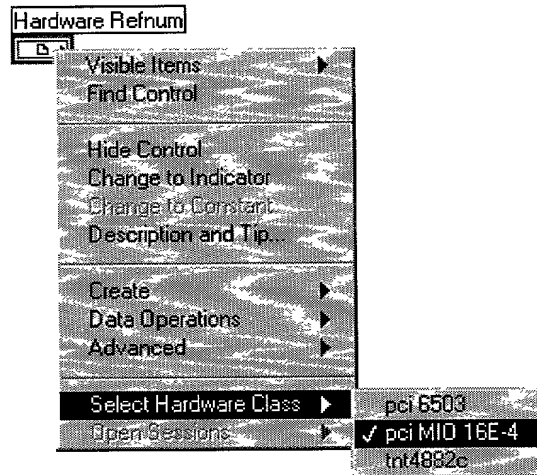 Hardware Refnum
Visible Items
Find Control
Hide Control
Change to Indicator
Change to Constant
Description and Tip...
Create
Data Operations
Advanced
Select Hardware Class
Open Sessions
pci 6503
✓ pci MIO 16E-4
tnt4882c